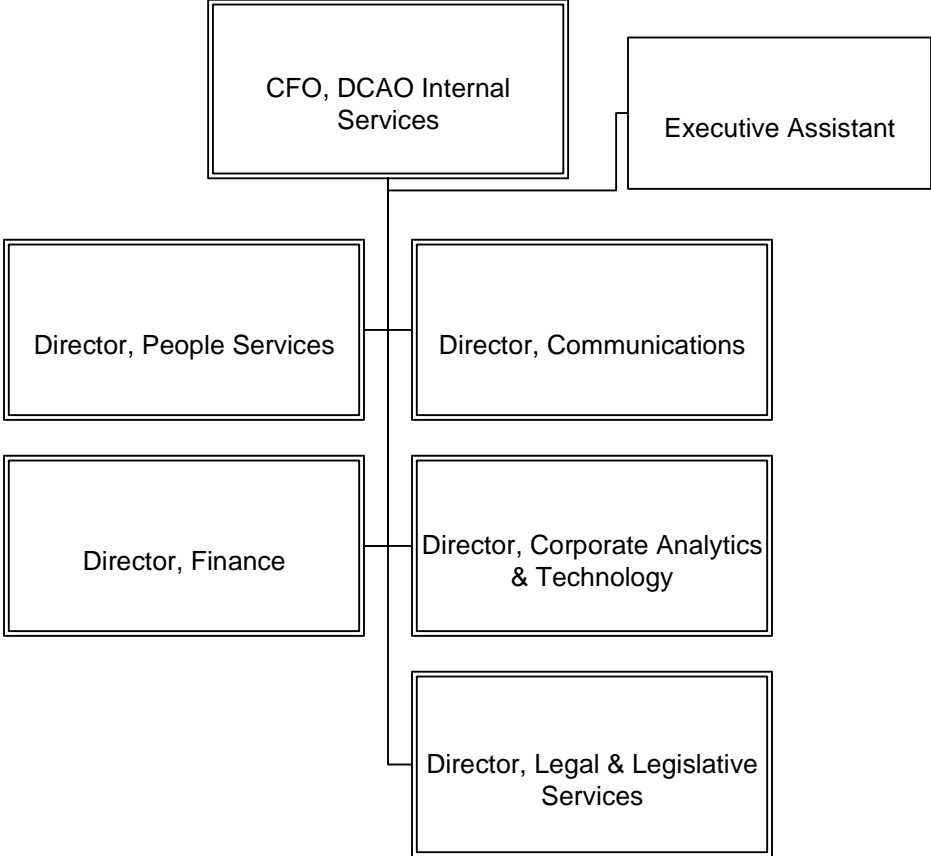 CFO, DCAO Internal
Services
Executive Assistant
Director, People Services
Director, Communications
Director, Finance
Director, Corporate Analytics
& Technology
Director, Legal & Legislative
Services